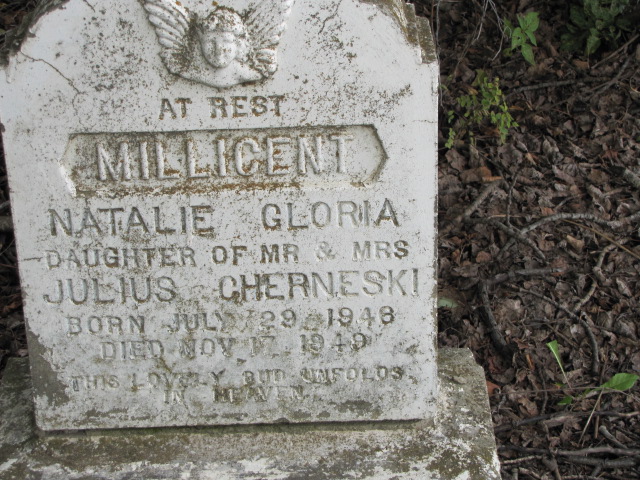 AT REST
MILLICENT
NATALIE GLORIA
DAUGHTER OF MR & MRS
JULIUS CHERNESKI
BORN JULY 29 1948
DIED NOV 17 1949
THIS LOVELY BUD UNFOLDS
IN HEAVEN